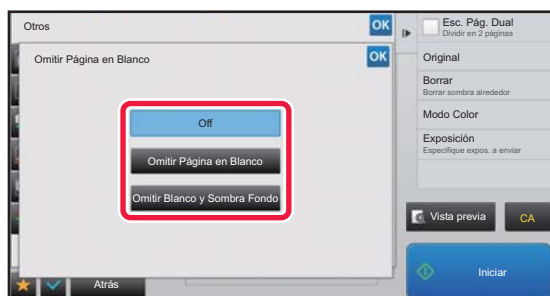 Otros
OK
Omitir Página en Blanco
OK
Off
Omitir Página en Blanco
Omitir Blanco y Sombra Fondo
Atrás
Esc. Pág. Dual
Dividir en 2 páginas
Original
Borrar
Borrar sombra alrededor
Modo Color
Exposición
Especifique expos. a enviar
Vista previa
CA
Iniciar